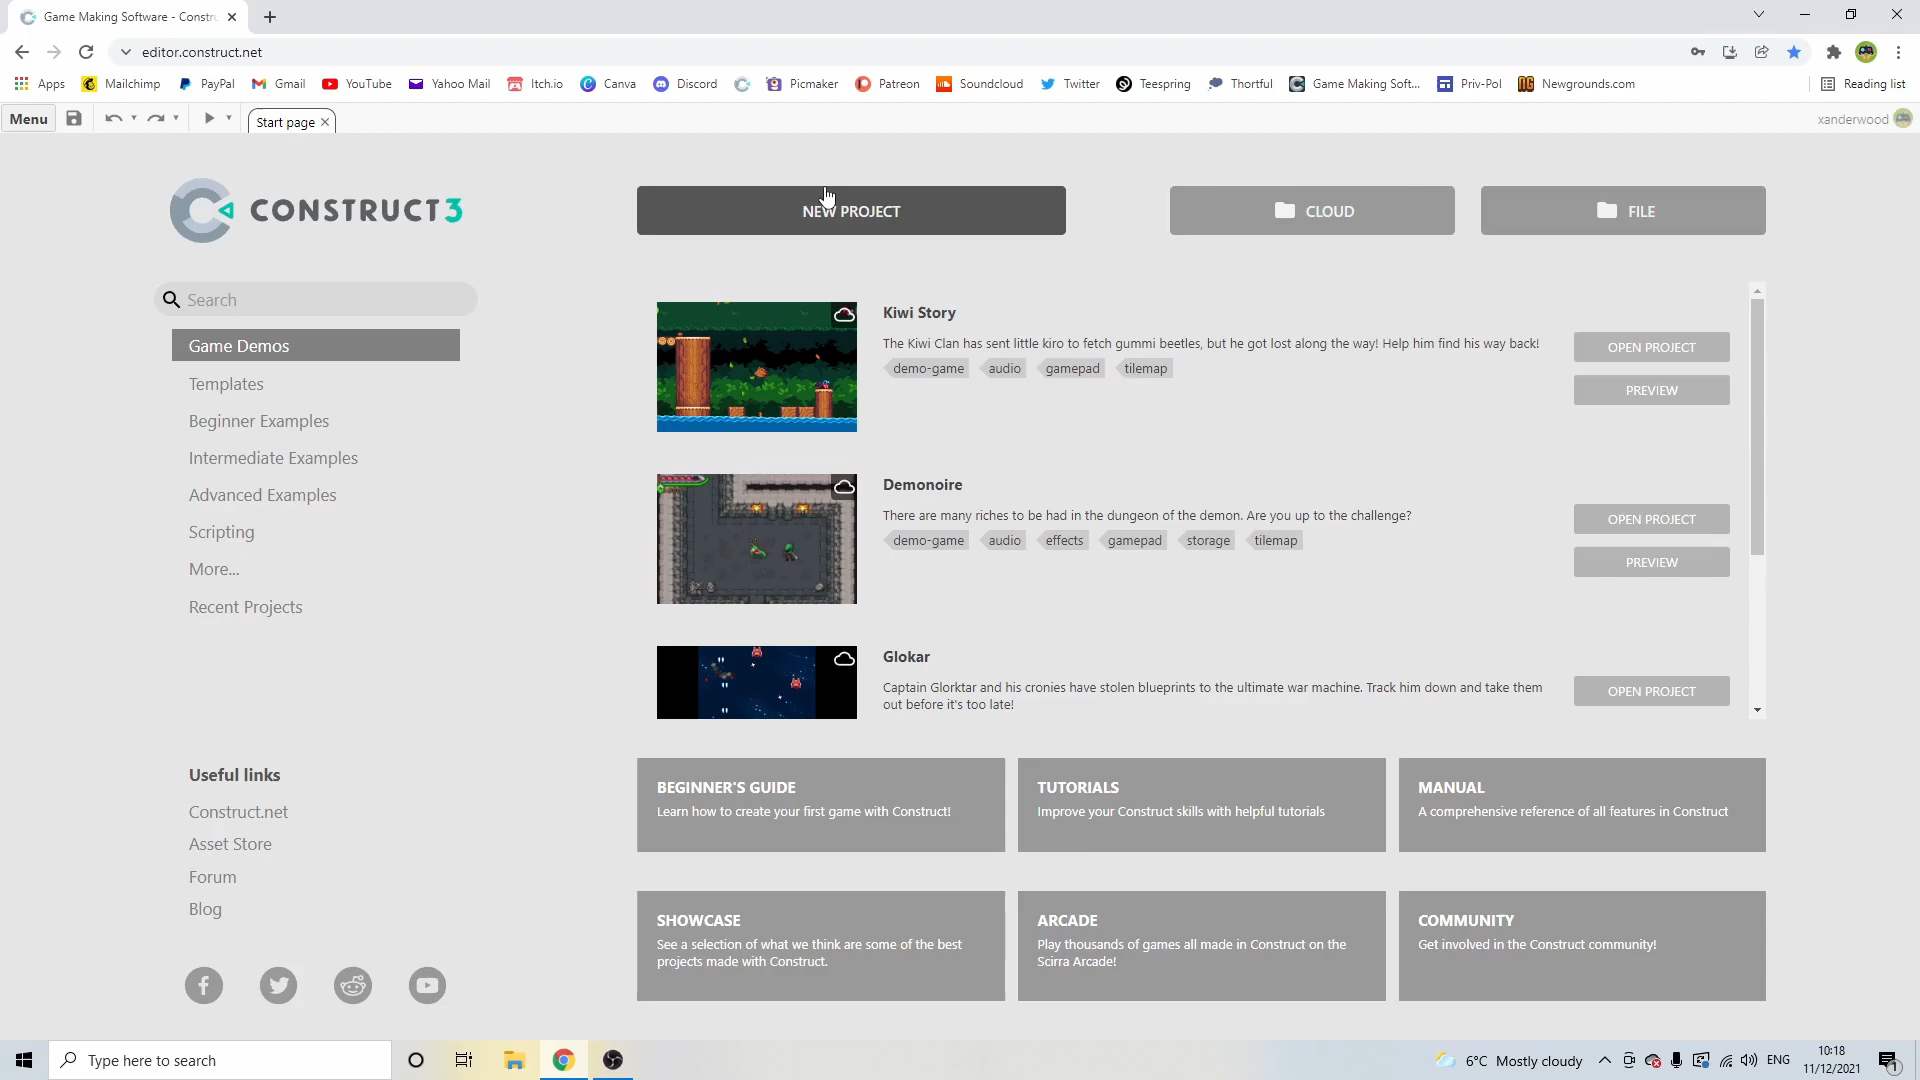 Game Making Software - Constru
editor.construct.net
Apps Mailchimp PayPal Gmail YouTube Yahoo Mail Itch.io Canva Discord Picmaker Patreon Soundcloud Twitter Teespring Thortful Game Making Soft... Priv-Pol Newgrounds.com Reading list
Menu Start page xanderwood
CONSTRUCT 3
NEW PROJECT
CLOUD
FILE
Search
Game Demos
Templates
Beginner Examples
Intermediate Examples
Advanced Examples
Scripting
More...
Recent Projects
Kiwi Story
The Kiwi Clan has sent little kiro to fetch gummi beetles, but he got lost along the way! Help him find his way back!
demo-game audio gamepad tilemap
OPEN PROJECT
PREVIEW
Demonoire
There are many riches to be had in the dungeon of the demon. Are you up to the challenge?
demo-game audio effects gamepad storage tilemap
OPEN PROJECT
PREVIEW
Glokar
Captain Glorktar and his cronies have stolen blueprints to the ultimate war machine. Track him down and take them
out before it's too late!
OPEN PROJECT
Useful links
Construct.net
Asset Store
Forum
Blog
BEGINNER'S GUIDE
Learn how to create your first game with Construct!
TUTORIALS
Improve your Construct skills with helpful tutorials
MANUAL
A comprehensive reference of all features in Construct
SHOWCASE
See a selection of what we think are some of the best
projects made with Construct.
ARCADE
Play thousands of games all made in Construct on the
Scirra Arcade!
COMMUNITY
Get involved in the Construct community!
Type here to search
6°C Mostly cloudy
ENG
10:18
11/12/2021
1